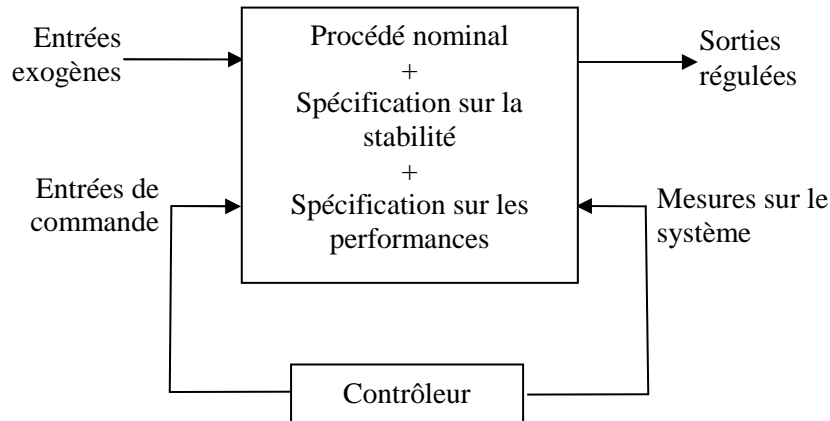 Entrées
exogènes
Procédé nominal
+
Spécification sur la
stabilité
+
Spécification sur les
performances
Sorties
régulées
Entrées de
commande
Mesures sur le
système
Contrôleur